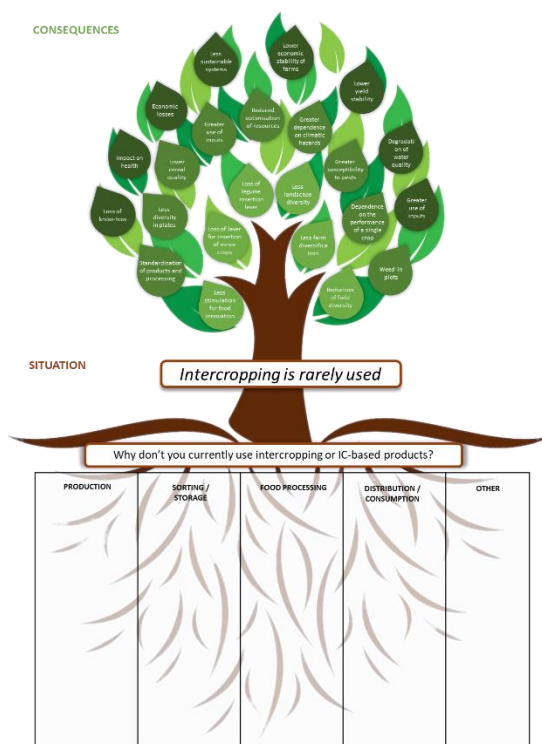 CONSEQUENCES
Lower
economic
stability of
farms
Less
sustainable
systems
Lower
yield
stability
Economic
losses
Greater
use of
inputs
Reduced
optimisation
of resources
Greater
dependence
on climatic
hazards
Degradati
on of
water
quality
Impact on
health
Lower
cereal
quality
Greater
susceptibility
to pests
Loss of
legume
insertion
lever
Less
landscape
diversity
Loss of
Less
diversity
in plates
Dependence
on the
performance
of a single
crop
Greater
use of
inputs
Loss of lever
for insertion
of minor
crops
Less farm
diversifica
tion
Standardisation
of products and
processing
Weed in
plots
Less
stimulation
for food
innovation
Reduction
of field
diversity
SITUATION
Intercropping is rarely used
Why don't you currently use intercropping or IC-based products?
PRODUCTION
SORTING /
STORAGE
FOOD PROCESSING
DISTRIBUTION /
CONSUMPTION
OTHER